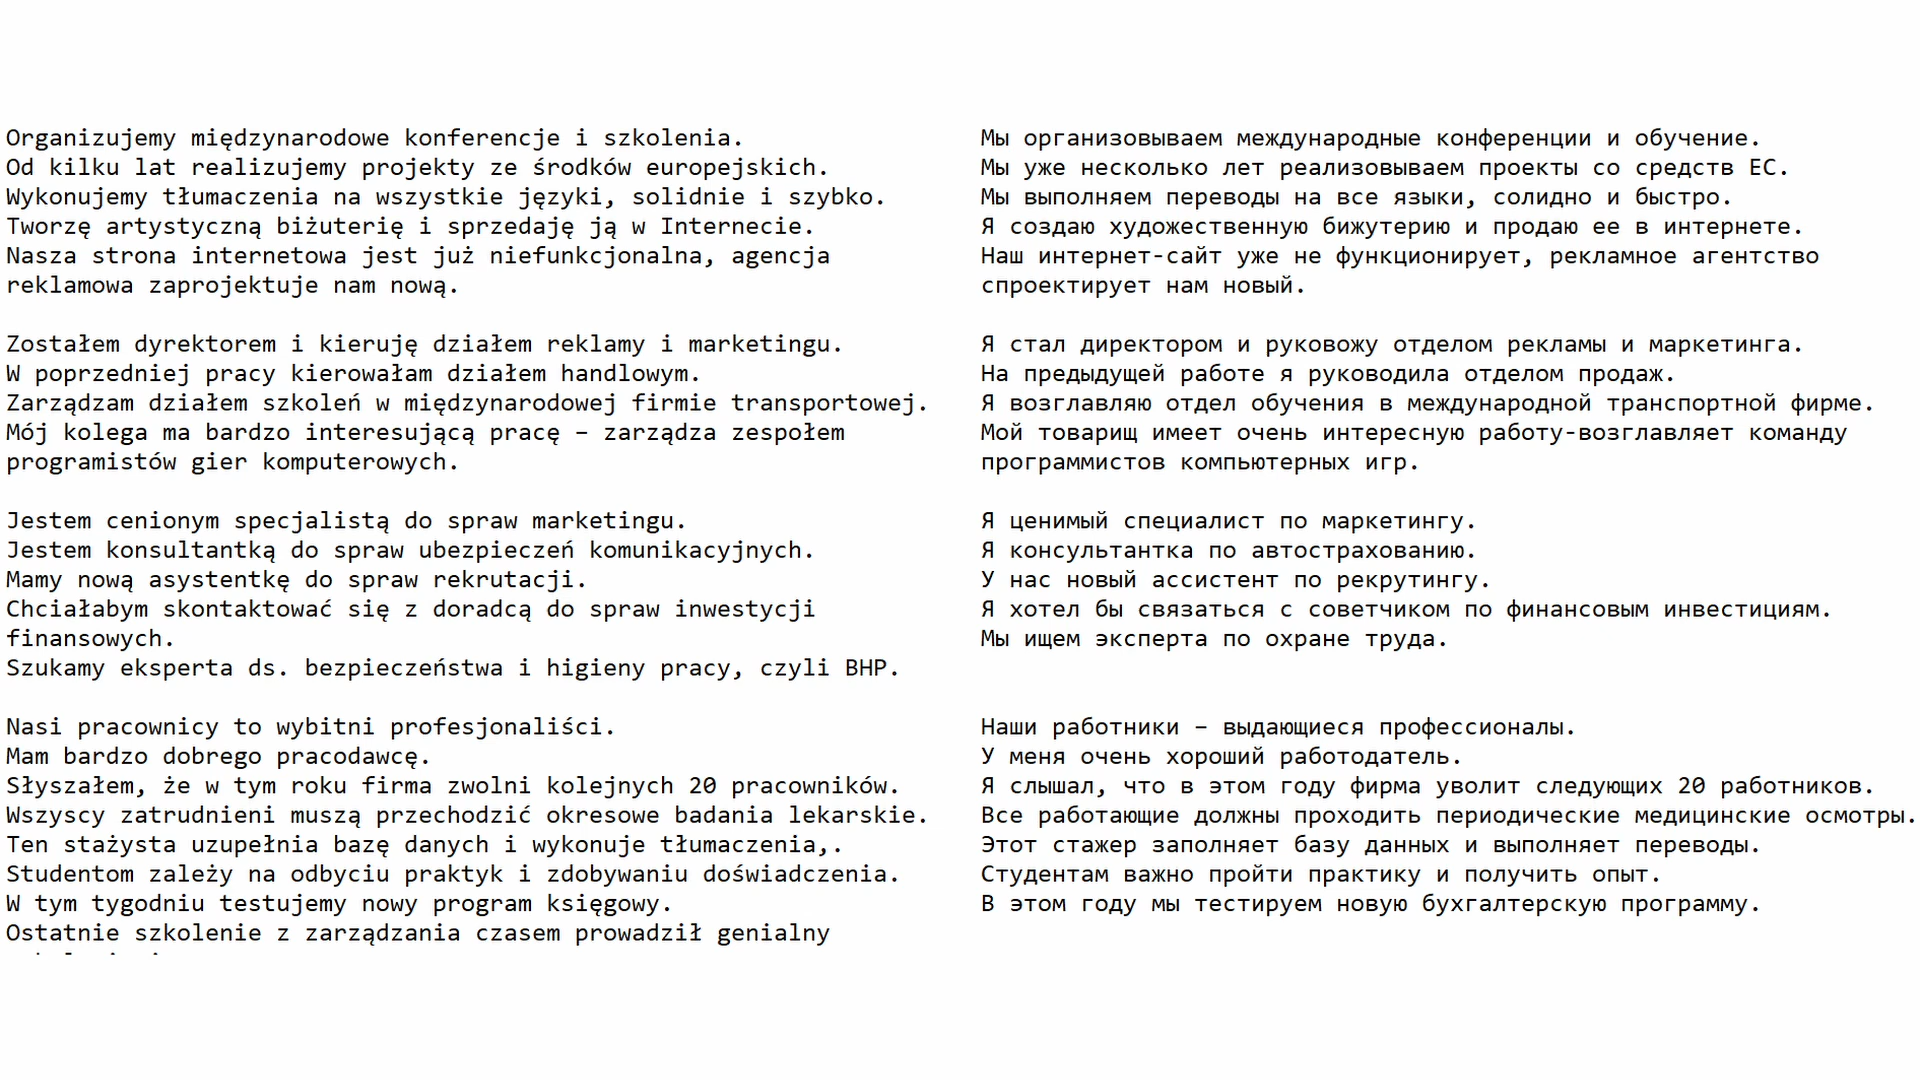 Organizujemy międzynarodowe konferencje i szkolenia.
Od kilku lat realizujemy projekty ze środków europejskich.
Wykonujemy tłumaczenia na wszystkie języki, solidnie i szybko.
Tworzę artystyczną biżuterię i sprzedaję ją w Internecie.
Nasza strona internetowa jest już niefunkcjonalna, agencja
reklamowa zaprojektuje nam nową.
Zostałem dyrektorem i kieruję działem reklamy i marketingu.
W poprzedniej pracy kierowałam działem handlowym.
Zarządzam działem szkoleń w międzynarodowej firmie transportowej.
Mój kolega ma bardzo interesującą pracę – zarządza zespołem
programistów gier komputerowych.
Jestem cenionym specjalistą do spraw marketingu.
Jestem konsultantką do spraw ubezpieczeń komunikacyjnych.
Mamy nową asystentkę do spraw rekrutacji.
Chciałabym skontaktować się z doradcą do spraw inwestycji
finansowych.
Szukamy eksperta ds. bezpieczeństwa i higieny pracy, czyli BHP.
Nasi pracownicy to wybitni profesjonaliści.
Mam bardzo dobrego pracodawcę.
Słyszałem, że w tym roku firma zwolni kolejnych 20 pracowników.
Wszyscy zatrudnieni muszą przechodzić okresowe badania lekarskie.
Ten stażysta uzupełnia bazę danych i wykonuje tłumaczenia,.
Studentom zależy na odbyciu praktyk i zdobywaniu doświadczenia.
W tym tygodniu testujemy nowy program księgowy.
Ostatnie szkolenie z zarządzania czasem prowadził genialny
Мы организовываем международные конференции и обучение.
Мы уже несколько лет реализовываем проекты со средств ЕС.
Мы выполняем переводы на все языки, солидно и быстро.
Я создаю художественную бижутерию и продаю ее в интернете.
Наш интернет-сайт уже не функционирует, рекламное агентство
спроектирует нам новый.
Я стал директором и руковожу отделом рекламы и маркетинга.
На предыдущей работе я руководила отделом продаж.
Я возглавляю отдел обучения в международной транспортной фирме.
Мой товарищ имеет очень интересную работу-возглавляет команду
программистов компьютерных игр.
Я ценимый специалист по маркетингу.
Я консультантка по автострахованию.
У нас новый ассистент по рекрутингу.
Я хотел бы связаться с советчиком по финансовым инвестициям.
Мы ищем эксперта по охране труда.
Наши работники – выдающиеся профессионалы.
У меня очень хороший работодатель.
Я слышал, что в этом году фирма уволит следующих 20 работников.
Все работающие должны проходить периодические медицинские осмотры.
Этот стажер заполняет базу данных и выполняет переводы.
Студентам важно пройти практику и получить опыт.
В этом году мы тестируем новую бухгалтерскую программу.